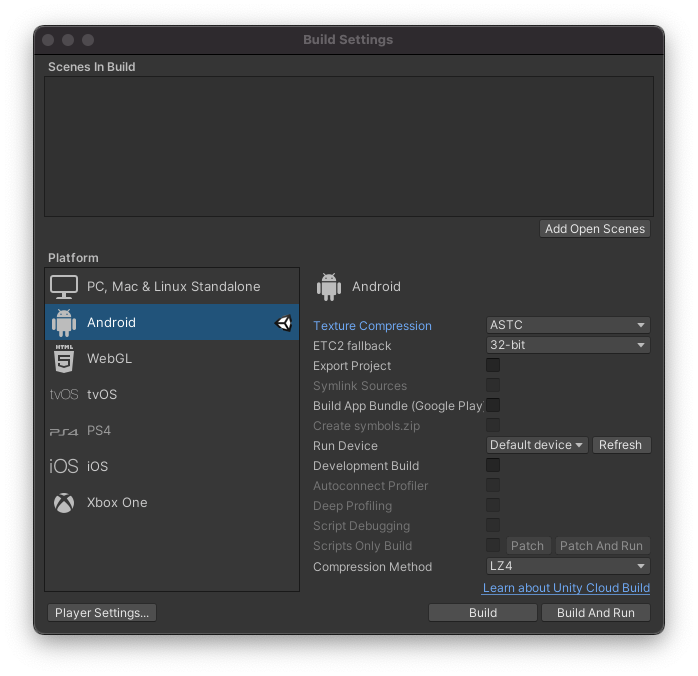 Build Settings
Scenes In Build
Add Open Scenes
Platform
PC, Mac & Linux Standalone
Android
HTML
5
WebGL
tvOS tvOS
PS4 PS4
iOS iOS
Xbox One
Android
Texture Compression ASTC
ETC2 fallback 32-bit
Export Project
Symlink Sources
Build App Bundle (Google Play
Create symbols.zip
Run Device Default device Refresh
Development Build
Autoconnect Profiler
Deep Profiling
Script Debugging
Scripts Only Build Patch Patch And Run
Compression Method LZ4
Learn about Unity Cloud Build
Player Settings... Build Build And Run